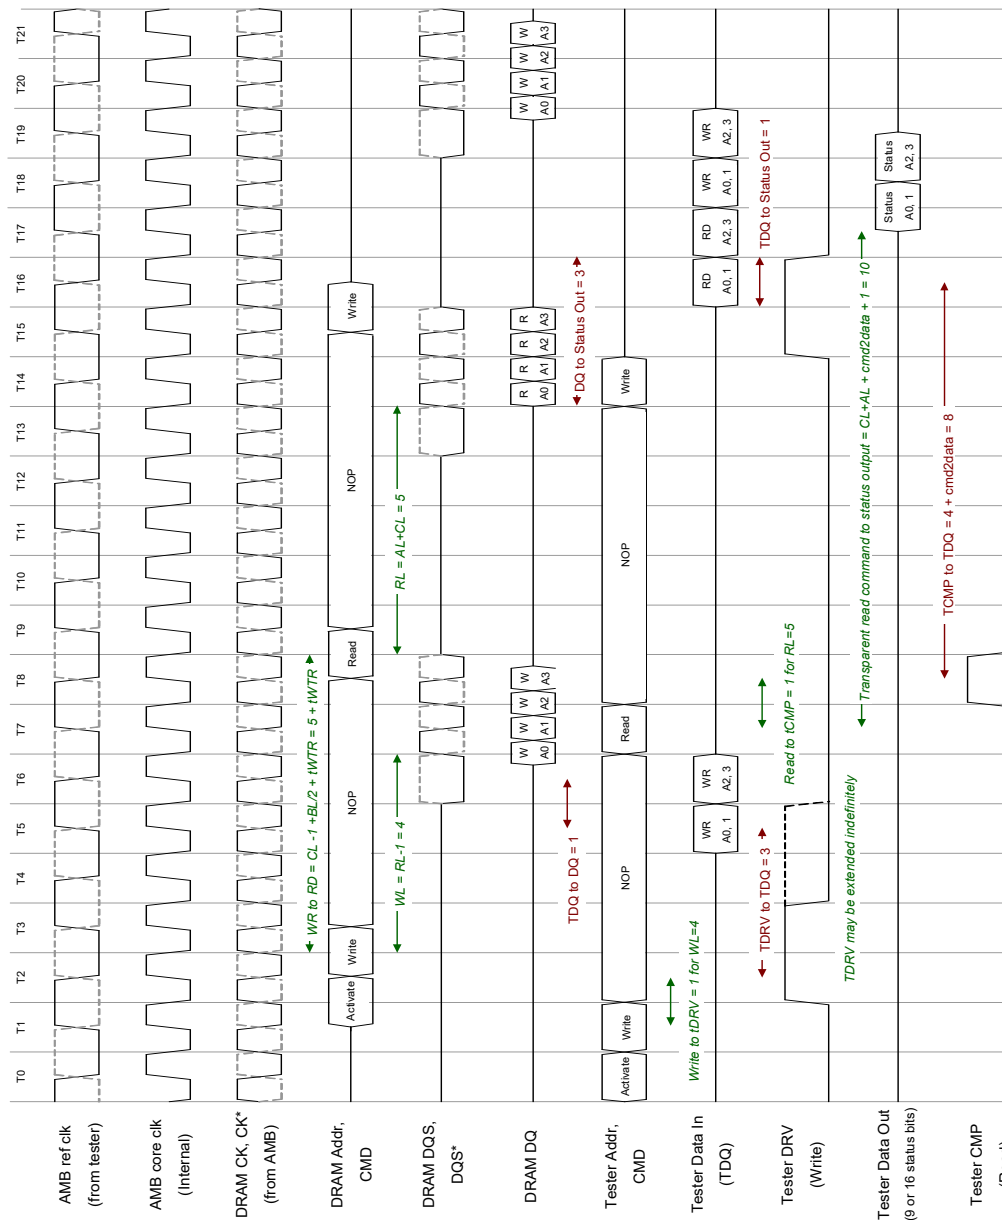 T0 T1 T2 T3 T4 T5 T6 T7 T8 T9 T10 T11 T12 T13 T14 T15 T16 T17 T18 T19 T20 T21
AMB ref clk
(from tester)
AMB core clk
(Internal)
DRAM CK, CK*
(from AMB)
WR to RD = CL -1 +BL/2 + tWTR = 5 + tWTR
DRAM Addr,
CMD
Activate Write NOP Read NOP Write
WL = RL-1 = 4
RL = AL+CL = 5
DRAM DQS,
DQS*
DRAM DQ
W W W W R R R R W W W W
A0 A1 A2 A3 A0 A1 A2 A3 A0 A1 A2 A3
TDQ to DQ = 1
DQ to Status Out = 3
Tester Addr,
CMD
Activate Write NOP Read NOP Write
Write to tDRV = 1 for WL=4
Tester Data In
(TDQ)
WR WR RD RD WR WR
A0, 1 A2, 3 A0, 1 A2, 3 A0, 1 A2, 3
TDRV to TDQ = 3
Read to tCMP = 1 for RL=5
TDQ to Status Out = 1
Tester DRV
(Write)
TDRV may be extended indefinitely
Transparent read command to status output = CL+AL + cmd2data + 1 = 10
Tester Data Out
(9 or 16 status bits)
Status Status
A0, 1 A2, 3
TCMP to TDQ = 4 + cmd2data = 8
Tester CMP